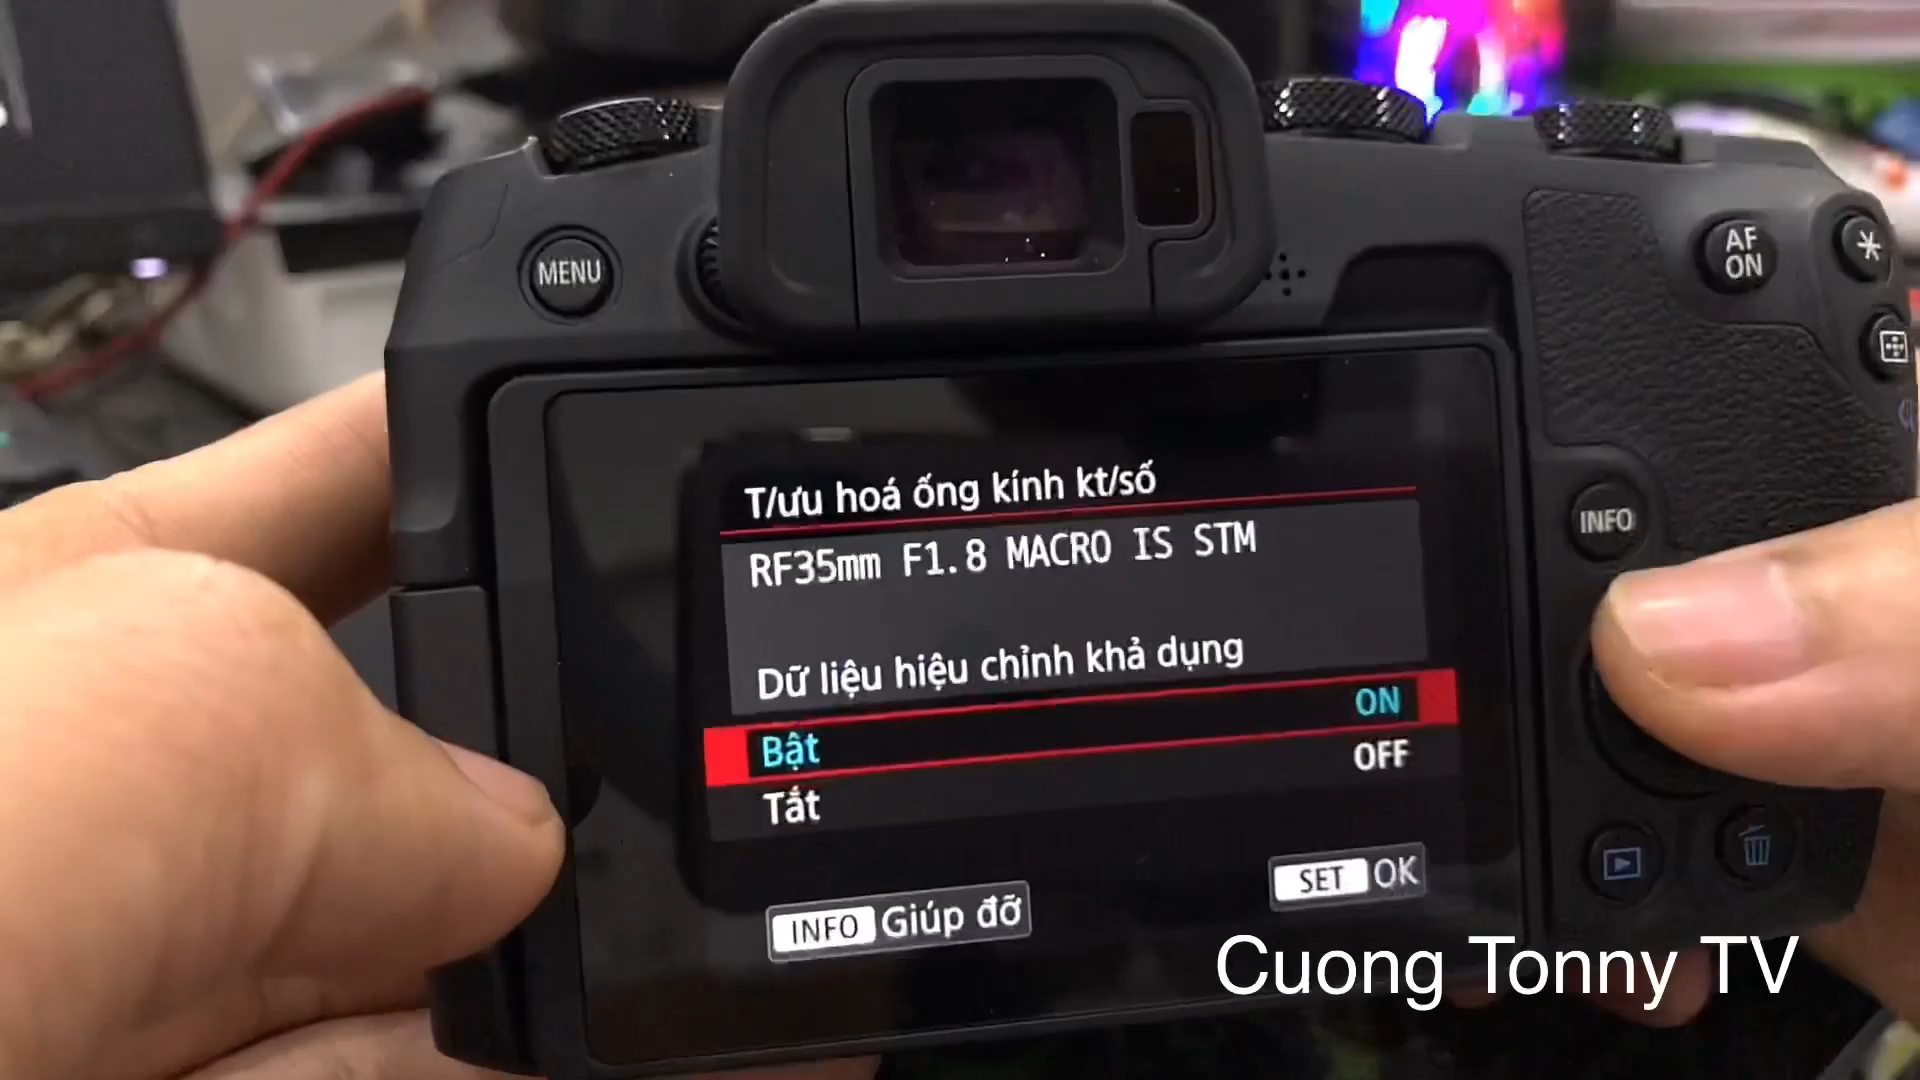 MENU
AF
ON
INFO
T/ưu hoá ống kính kt/số
RF35mm F1.8 MACRO IS STM
Dữ liệu hiệu chỉnh khả dụng
Bật ON
Tắt OFF
INFO Giúp đỡ
SET OK
Cuong Tonny TV